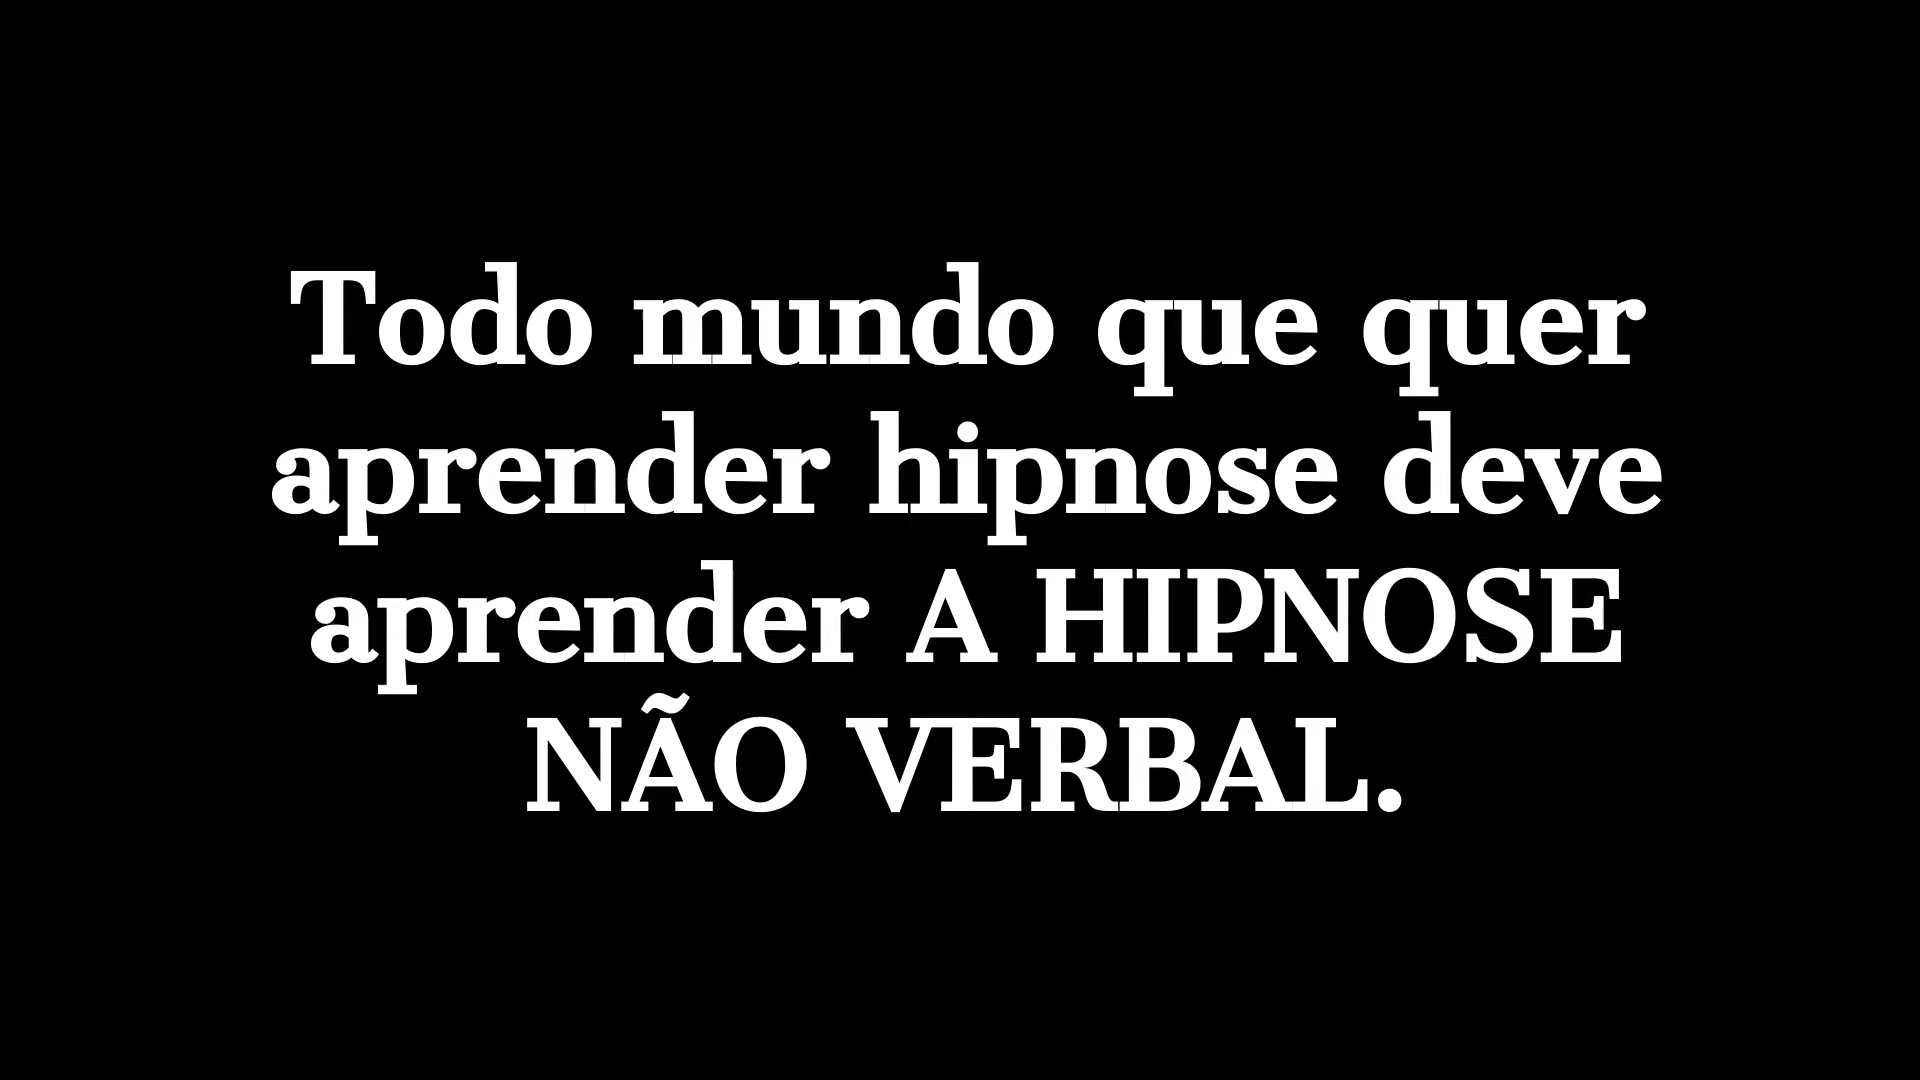 Todo mundo que quer
aprender hipnose deve
aprender A HIPNOSE
NÃO VERBAL.